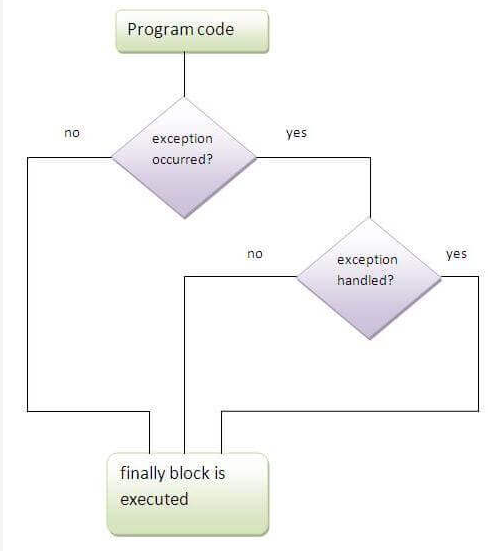 Program code
no
exception
occurred?
yes
no
exception
handled?
yes
finally block is
executed